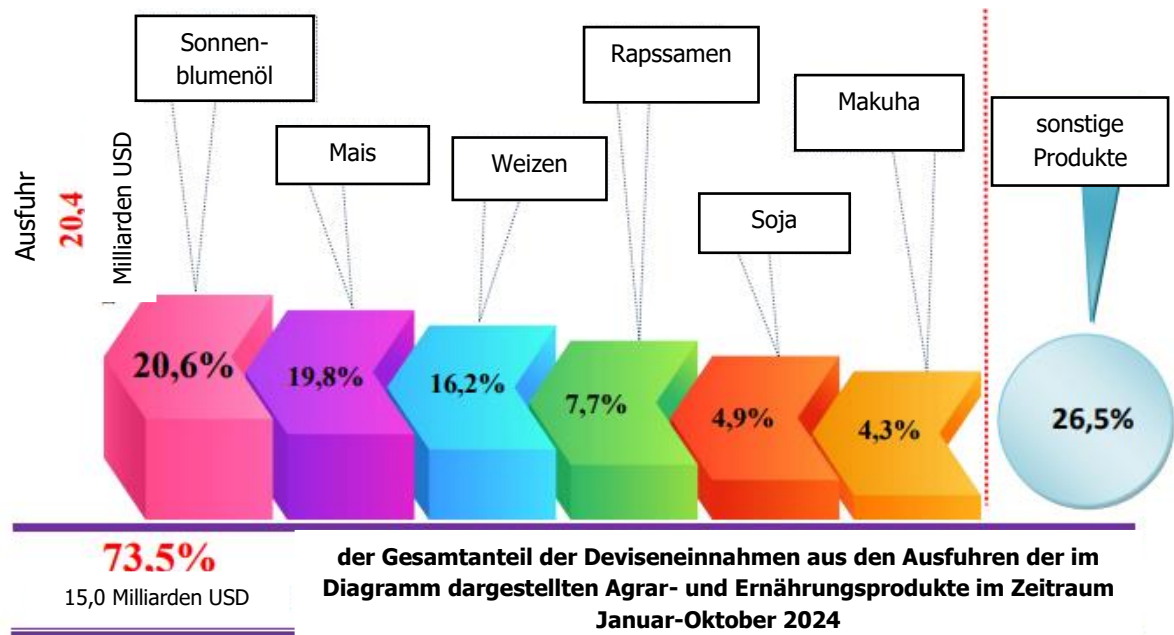 Sonnen-
blumenöl
Mais
Weizen
Rapssamen
Soja
Makuha
sonstige
Produkte
Ausfuhr
20,4
Milliarden USD
20,6%
19,8%
16,2%
7,7%
4,9%
4,3%
26,5%
73,5%
15,0 Milliarden USD
der Gesamtanteil der Deviseneinnahmen aus den Ausfuhren der im
Diagramm dargestellten Agrar- und Ernährungsprodukte im Zeitraum
Januar-Oktober 2024